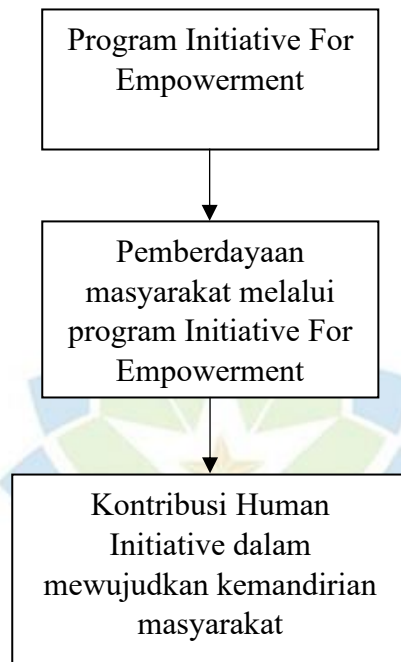 Program Initiative For
Empowerment
Pemberdayaan
masyarakat melalui
program Initiative For
Empowerment
Kontribusi Human
Initiative dalam
mewujudkan kemandirian
masyarakat